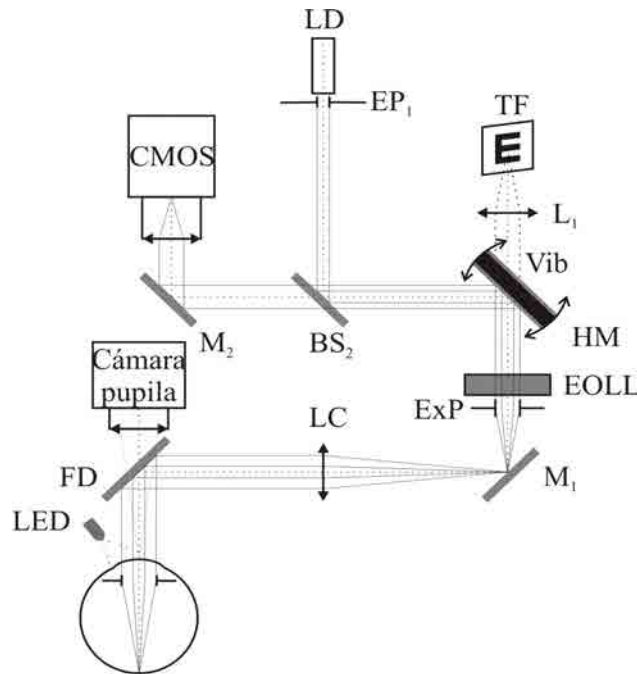 LD
EP₁
TF
E
CMOS
L₁
Vib
M₂
BS₂
HM
Cámara
pupila
EOLL
ExP
LC
FD
M₁
LED